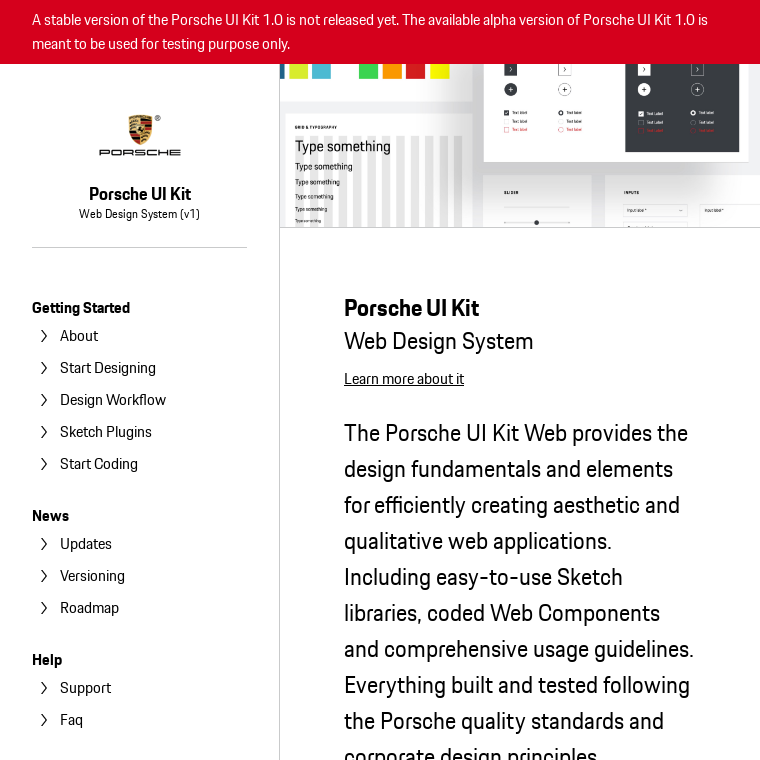 A stable version of the Porsche UI Kit 1.0 is not released yet. The available alpha version of Porsche UI Kit 1.0 is
meant to be used for testing purpose only.
PORSCHE
®
Porsche UI Kit
Web Design System (v1)
Getting Started
About
Start Designing
Design Workflow
Sketch Plugins
Start Coding
News
Updates
Versioning
Roadmap
Help
Support
Faq
GRID & TYPOGRAPHY
Type something
Type something
Type something
Type something
Type something
Type something
Text label
Text label
Text label
Text label
Text label
Text label
Text label
Text label
Text label
Text label
Text label
Text label
SLIDER
INPUTS
Input label *
Input label *
Porsche UI Kit
Web Design System
Learn more about it
The Porsche UI Kit Web provides the
design fundamentals and elements
for efficiently creating aesthetic and
qualitative web applications.
Including easy-to-use Sketch
libraries, coded Web Components
and comprehensive usage guidelines.
Everything built and tested following
the Porsche quality standards and
corporate design principles.